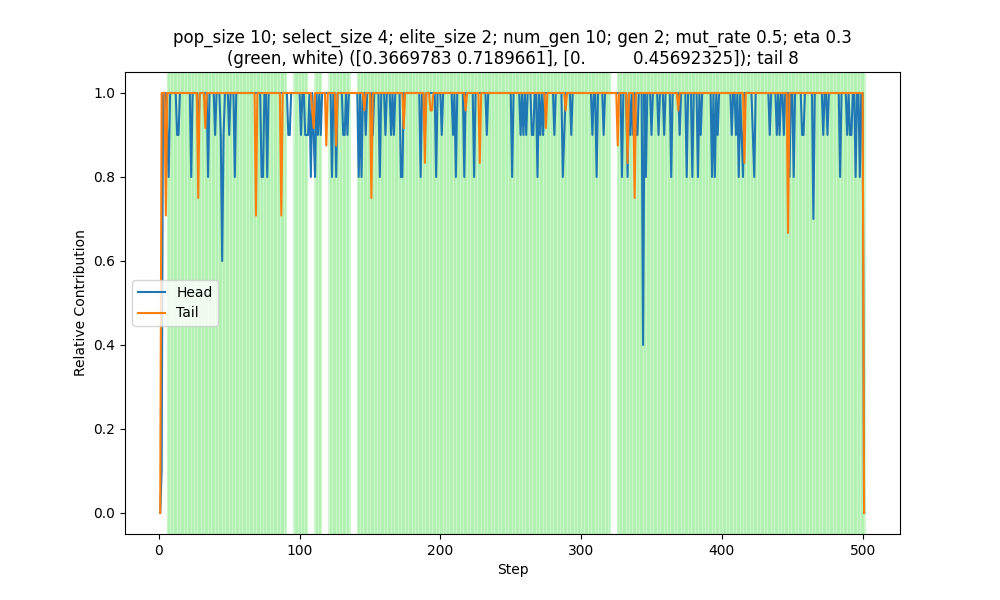 pop_size 10; select_size 4; elite_size 2; num_gen 10; gen 2; mut_rate 0.5; eta 0.3
(green, white) ([0.3669783 0.7189661], [0.         0.45692325]); tail 8
1.0
0.8
0.6
0.4
0.2
0.0
Relative Contribution
Head
Tail
0
100
200
300
400
500
Step